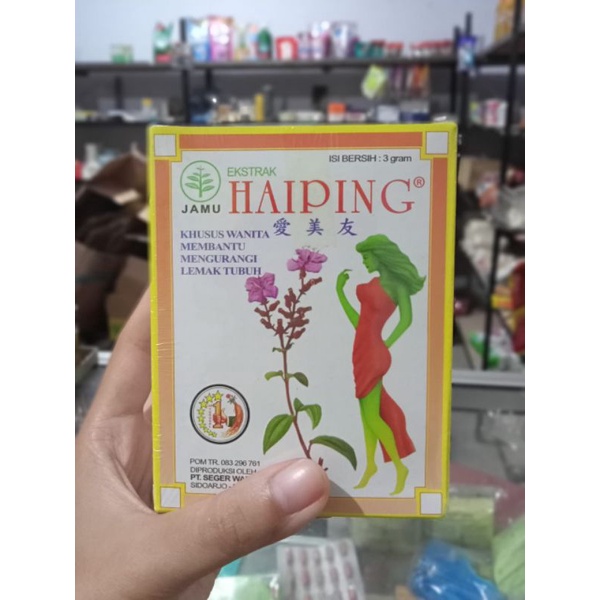 ISI BERSIH : 3 gram
EKSTRAK
JAMU
HAIPING®
愛美友
KHUSUS WANITA
MEMBANTU
MENGURANGI
LEMAK TUBUH
1
POM TR. 083 296 761
DIPRODUKSI OLEH
PT. SEGER
SIDOARJO -